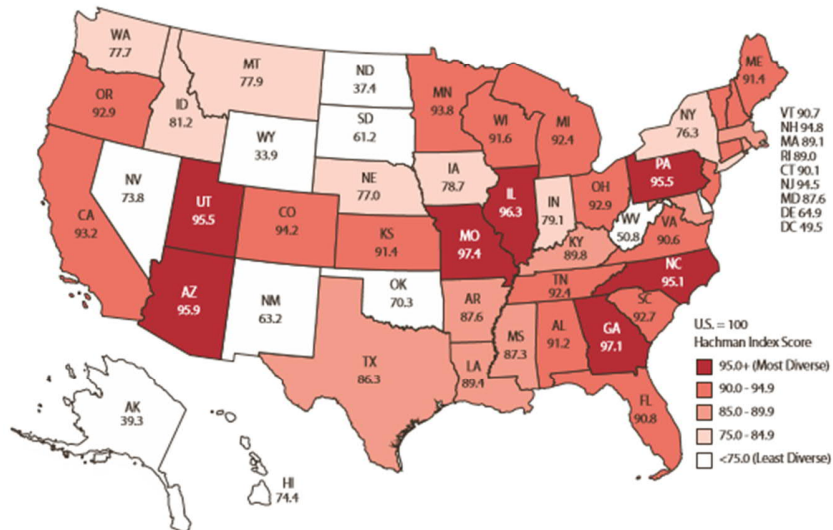 WA
77.7
OR
92.9
CA
93.2
NV
73.8
ID
81.2
MT
77.9
WY
33.9
UT
95.5
AZ
95.9
CO
94.2
NM
63.2
ND
37.4
SD
61.2
NE
77.0
KS
91.4
OK
70.3
TX
86.3
MN
93.8
IA
78.7
MO
97.4
AR
87.6
LA
89.4
WI
91.6
IL
96.3
MI
92.4
IN
79.1
OH
92.9
KY
89.8
TN
92.4
MS
87.3
AL
91.2
GA
97.1
FL
90.8
SC
92.7
NC
95.1
VA
90.6
WV
50.8
PA
95.5
NY
76.3
ME
91.4
VT 90.7
NH 94.8
MA 89.1
RI 89.0
CT 90.1
NJ 94.5
MD 87.6
DE 64.9
DC 49.5
AK
39.3
HI
74.4
U.S. = 100
Hachman Index Score
95.0+ (Most Diverse)
90.0 - 94.9
85.0 - 89.9
75.0 - 84.9
<75.0 (Least Diverse)